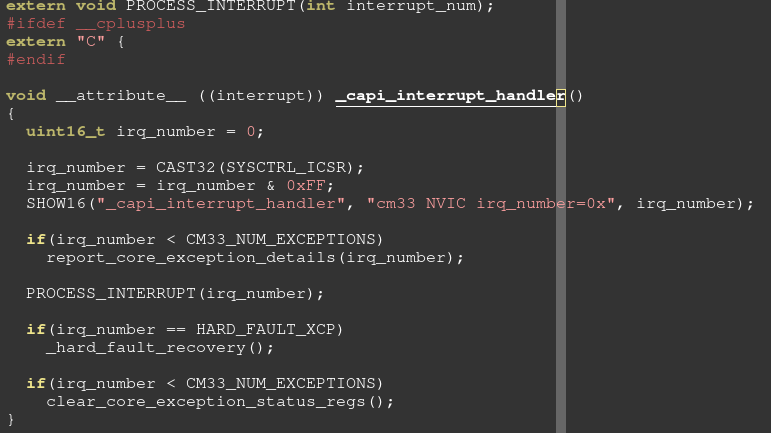 extern void PROCESS_INTERRUPT(int interrupt_num);
#ifdef __cplusplus
extern "C" {
#endif
void __attribute__ ((interrupt)) _capi_interrupt_handler()
{
uint16_t irq_number = 0;
irq_number = CAST32(SYSCTRL_ICSR);
irq_number = irq_number & 0xFF;
SHOW16("_capi_interrupt_handler", "cm33 NVIC irq_number=0x", irq_number);
if(irq_number < CM33_NUM_EXCEPTIONS)
report_core_exception_details(irq_number);
PROCESS_INTERRUPT(irq_number);
if(irq_number == HARD_FAULT_XCP)
_hard_fault_recovery();
if(irq_number < CM33_NUM_EXCEPTIONS)
clear_core_exception_status_regs();
}